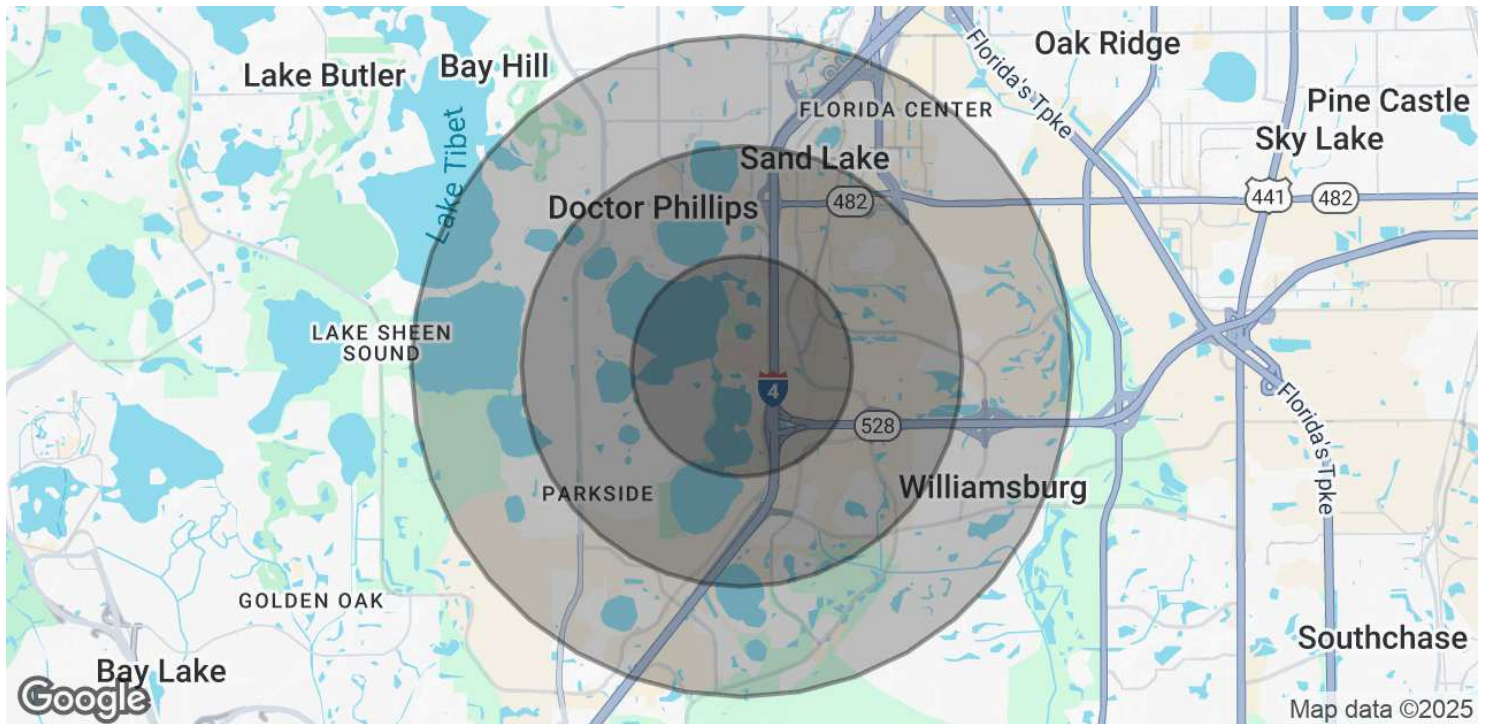 Oak Ridge
Lake Butler
Bay Hill
Florida's Tpke
Pine Castle
FLORIDA CENTER
Sky Lake
Lake Tibet
Sand Lake
441
482
482
Doctor Phillips
LAKE SHEEN
SOUND
4
528
Florida's Tpke
PARKSIDE
Williamsburg
GOLDEN OAK
Southchase
Bay Lake
Google
Map data ©2025